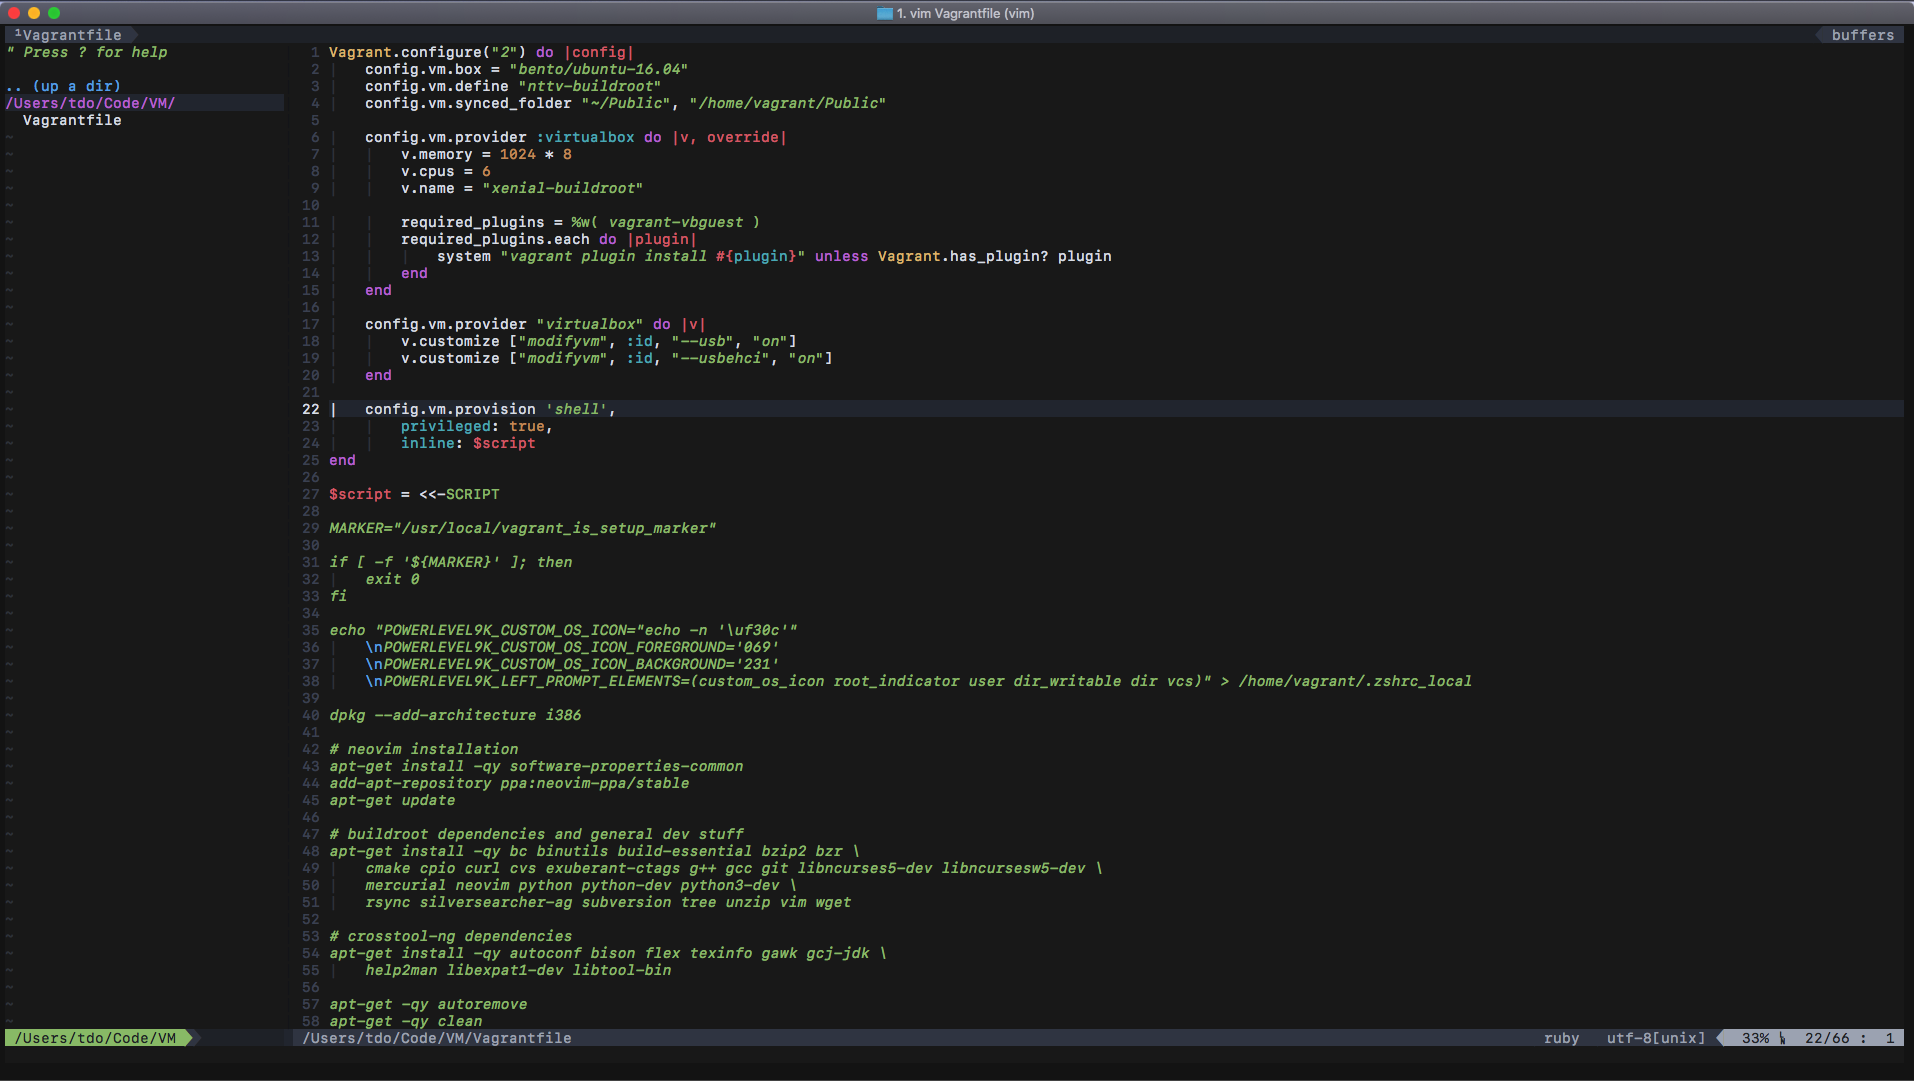 1. vim Vagrantfile (vim)
¹Vagrantfile
buffers
" Press ? for help
.. (up a dir)
/Users/tdo/Code/VM/
Vagrantfile
1 Vagrant.configure("2") do |config|
2 config.vm.box = "bento/ubuntu-16.04"
3 config.vm.define "nttv-buildroot"
4 config.vm.synced_folder "~/Public", "/home/vagrant/Public"
5
6 config.vm.provider :virtualbox do |v, override|
7 v.memory = 1024 * 8
8 v.cpus = 6
9 v.name = "xenial-buildroot"
10
11 required_plugins = %w( vagrant-vbguest )
12 required_plugins.each do |plugin|
13 system "vagrant plugin install #{plugin}" unless Vagrant.has_plugin? plugin
14 end
15 end
16
17 config.vm.provider "virtualbox" do |v|
18 v.customize ["modifyvm", :id, "--usb", "on"]
19 v.customize ["modifyvm", :id, "--usbehci", "on"]
20 end
21
22 config.vm.provision 'shell',
23 privileged: true,
24 inline: $script
25 end
26
27 $script = <<-SCRIPT
28
29 MARKER="/usr/local/vagrant_is_setup_marker"
30
31 if [ -f '${MARKER}' ]; then
32 exit 0
33 fi
34
35 echo "POWERLEVEL9K_CUSTOM_OS_ICON="echo -n '\uf30c'"
36 \nPOWERLEVEL9K_CUSTOM_OS_ICON_FOREGROUND='069'
37 \nPOWERLEVEL9K_CUSTOM_OS_ICON_BACKGROUND='231'
38 \nPOWERLEVEL9K_LEFT_PROMPT_ELEMENTS=(custom_os_icon root_indicator user dir_writable dir vcs)" > /home/vagrant/.zshrc_local
39
40 dpkg --add-architecture i386
41
42 # neovim installation
43 apt-get install -qy software-properties-common
44 add-apt-repository ppa:neovim-ppa/stable
45 apt-get update
46
47 # buildroot dependencies and general dev stuff
48 apt-get install -qy bc binutils build-essential bzip2 bzr \
49 cmake cpio curl cvs exuberant-ctags g++ gcc git libncurses5-dev libncursesw5-dev \
50 mercurial neovim python python-dev python3-dev \
51 rsync silversearcher-ag subversion tree unzip vim wget
52
53 # crosstool-ng dependencies
54 apt-get install -qy autoconf bison flex texinfo gawk gcj-jdk \
55 help2man libexpat1-dev libtool-bin
56
57 apt-get -qy autoremove
58 apt-get -qy clean
/Users/tdo/Code/VM
/Users/tdo/Code/VM/Vagrantfile
ruby utf-8[unix] 33% 22/66 : 1